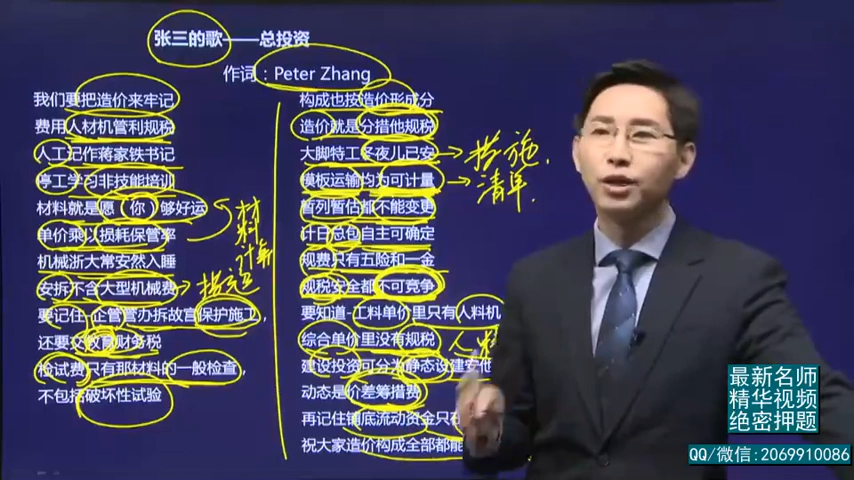 张三的歌——总投资
作词：Peter Zhang
我们要把造价来牢记
费用人材机管利规税
人工记作蒋家铁书记
停工学习非技能培训
材料就是愿（你）够好运
单价乘以损耗保管率
机械浙大常安然入睡
安拆不含大型机械费
要记住-企管管办拆故宫保护施工，
还要交教育财务税
检试费只有那材料的一般检查，
不包括破坏性试验
材料计算
措施
构成也按造价形成分
造价就是分措他规税
大脚特工冬夜儿已安
模板运输均为可计量
暂列暂估都不能变更
计日总包自主可确定
规费只有五险和一金
规税安全都不可竞争
要知道-工料单价里只有人料机
综合单价里没有规税
建设投资可分为静态设建安他
动态是价差筹措费
再记住铺底流动资金只在
祝大家造价构成全部都能
措施.
清单.
人料
最新名师
精华视频
绝密押题
QQ/微信:2069910086